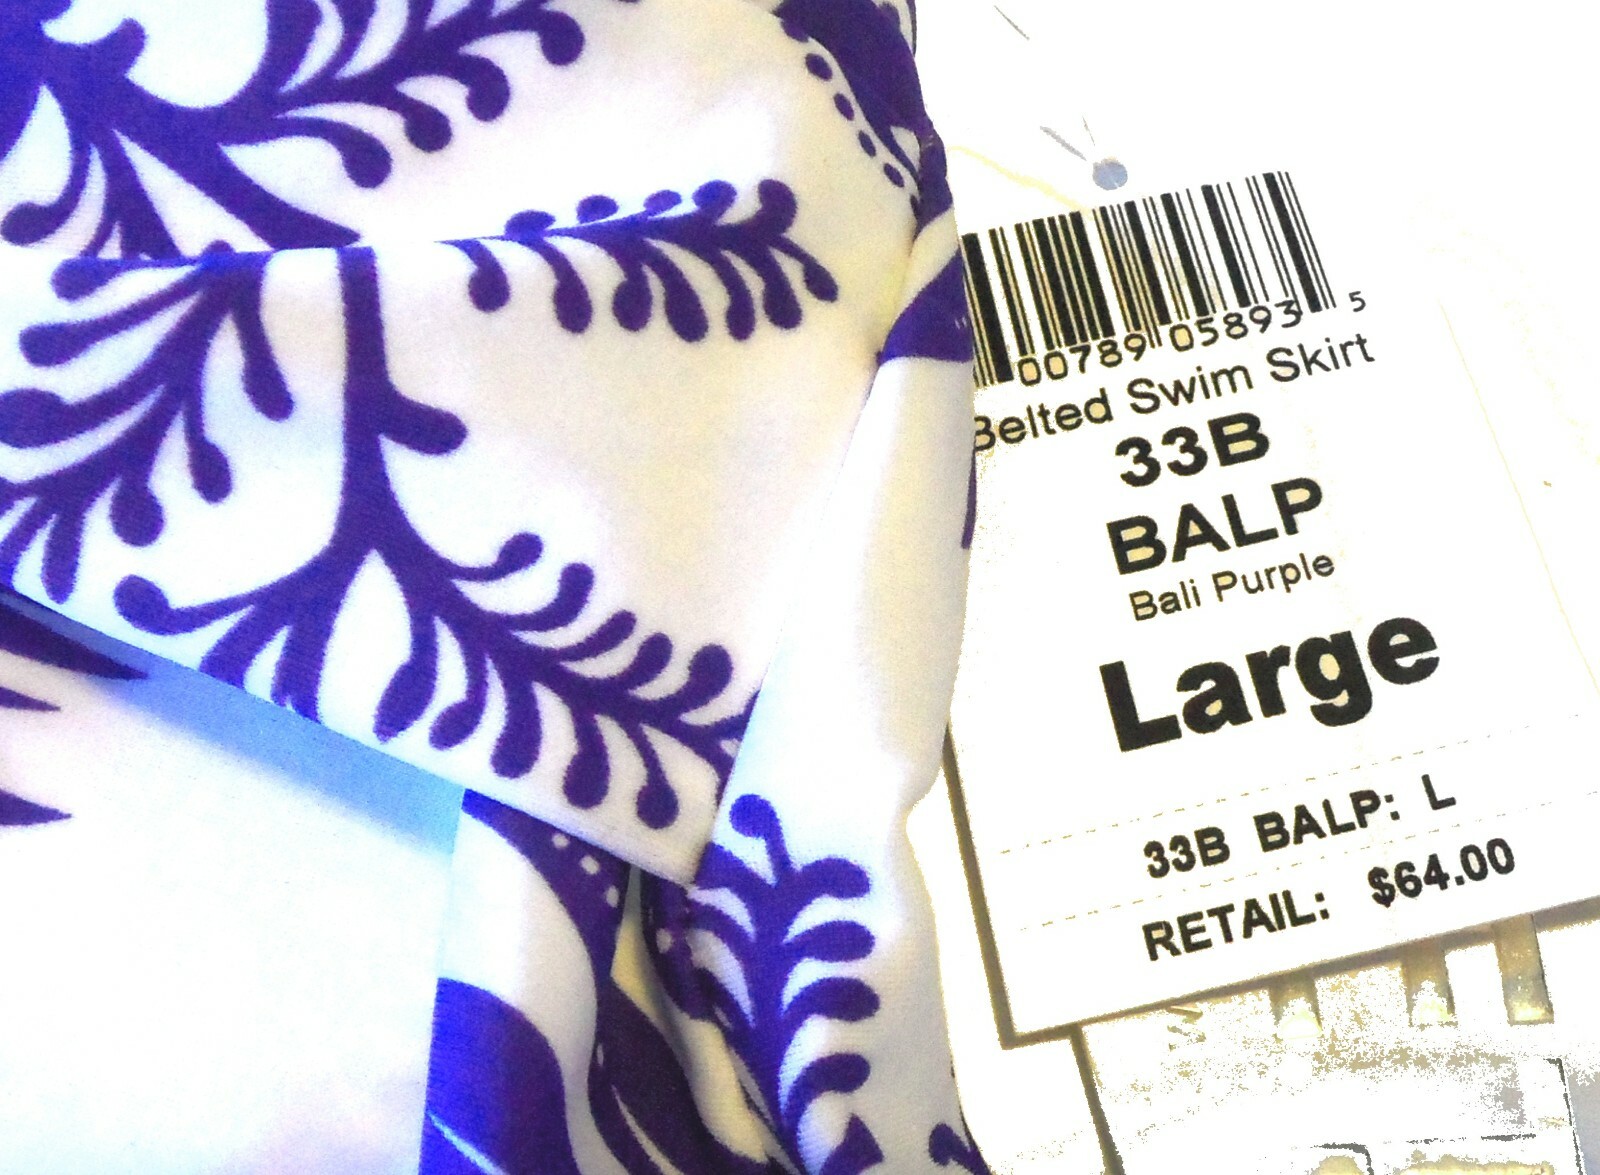 00789 05893 5
Belted Swim Skirt
33B
BALP
Bali Purple
Large
33B BALP: L
RETAIL: $64.00